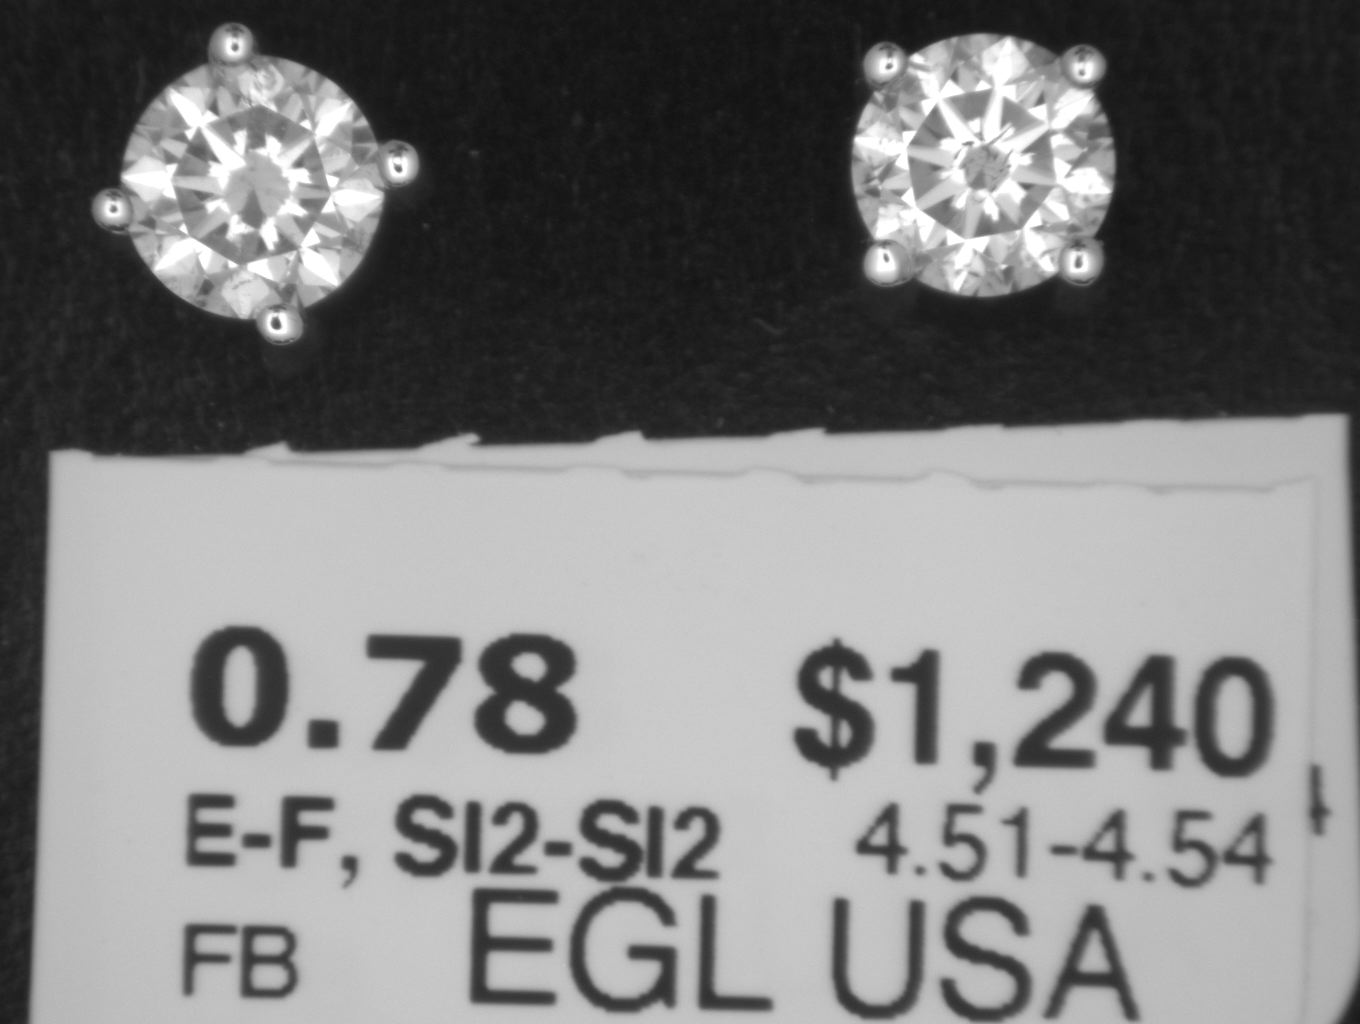 0.78 $1,240
E-F, SI2-SI2 4.51-4.54
FB EGL USA